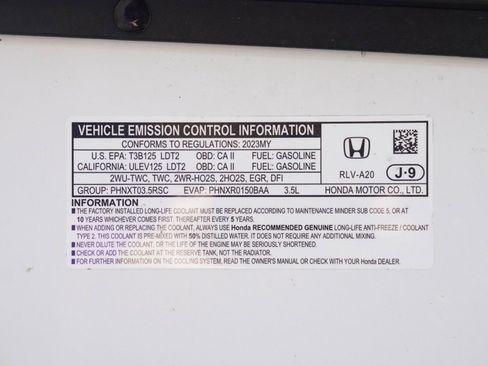 VEHICLE EMISSION CONTROL INFORMATION
CONFORMS TO REGULATIONS: 2023MY
U.S. EPA: T3B125 LDT2 OBD: CA II FUEL: GASOLINE
CALIFORNIA: ULEV125 LDT2 OBD: CA II FUEL: GASOLINE
2WU-TWC, TWC, 2WR-HO2S, 2HO2S, EGR, DFI
GROUP: PHNXT03.5RSC EVAP: PHNXR0150BAA 3.5L
HONDA
RLV-A20 J-9
HONDA MOTOR CO., LTD.
INFORMATION
THE FACTORY INSTALLED LONG-LIFE COOLANT MUST BE REPLACED ACCORDING TO MAINTENANCE MINDER SUB CODE 5, OR AT
10 YEARS WHICHEVER COMES FIRST. THEREAFTER EVERY 5 YEARS.
WHEN ADDING OR REPLACING THE COOLANT, ALWAYS USE Honda RECOMMENDED GENUINE LONG-LIFE ANTI-FREEZE / COOLANT
TYPE 2. THIS COOLANT IS PRE-MIXED WITH 50% DISTILLED WATER. IT DOES NOT REQUIRE ANY ADDITIONAL MIXING.
NEVER DILUTE THE COOLANT, OR THE LIFE OF THE ENGINE MAY BE SERIOUSLY SHORTENED.
CHECK OR ADD THE COOLANT AT THE RESERVE TANK, NOT THE RADIATOR.
FOR FURTHER INFORMATION ON THE COOLING SYSTEM, READ THE OWNER'S MANUAL OR CHECK WITH YOUR Honda DEALER.